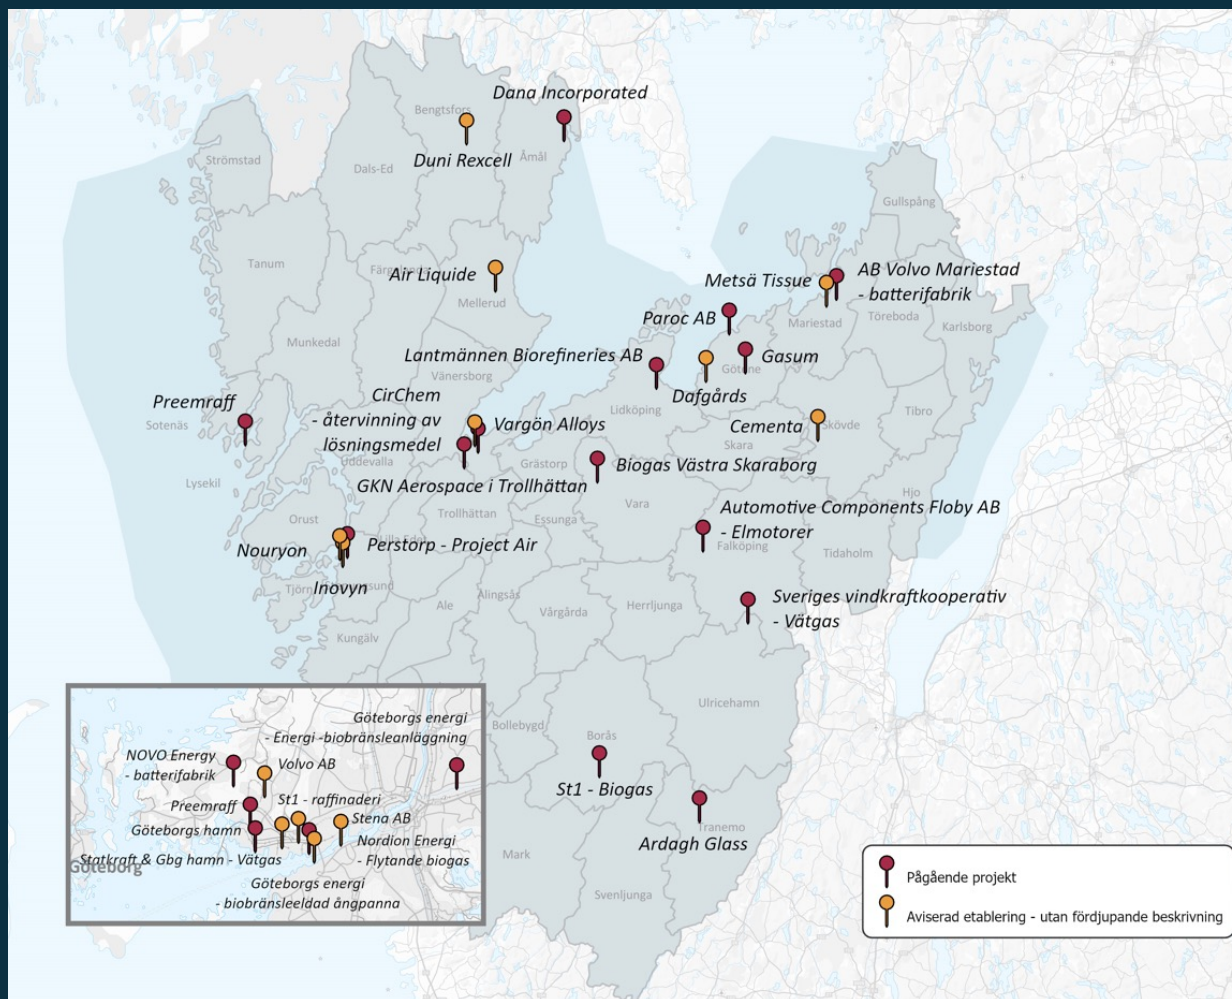 Dana Incorporated
Bengtsfors
Duni Rexcell
Åmål
Strömstad
Dals-Ed
Gullspång
Tanum
Air Liquide
Mellerud
Metsä Tissue
AB Volvo Mariestad
- batterifabrik
Töreboda
Karlsborg
Mariestad
Paroc AB
Munkedal
Lantmännen Biorefineries AB
Gasum
Götene
Vänersborg
Dafgårds
CirChem
- återvinning av
lösningsmedel
Preemraff
Sotenäs
Vargön Alloys
Lidköping
Tibro
Cementa
Skövde
Skara
Uddevalla
Grästorp
Biogas Västra Skaraborg
Lysekil
GKN Aerospace i Trollhättan
Hjo
Vara
Orust
Trollhättan
Essunga
Automotive Components Floby AB
- Elmotorer
Falköping
Tidaholm
Nouryon
Perstorp - Project Air
Inovyn
Tjörn
Ale
Alingsås
Vårgårda
Herrljunga
Sveriges vindkraftkooperativ
- Vätgas
Kungälv
Ulricehamn
Bollebygd
Borås
St1 - Biogas
Tranemo
Ardagh Glass
Mark
Svenljunga
Göteborgs energi
- Energi -biobränsleanläggning
NOVO Energy
- batterifabrik
Volvo AB
Preemraff
St1 - raffinaderi
Stena AB
Göteborgs hamn
Nordion Energi
- Flytande biogas
Statkraft & Gbg hamn - Vätgas
Göteborg
Göteborgs energi
- biobränsleeldad ångpanna
Pågående projekt
Aviserad etablering - utan fördjupande beskrivning